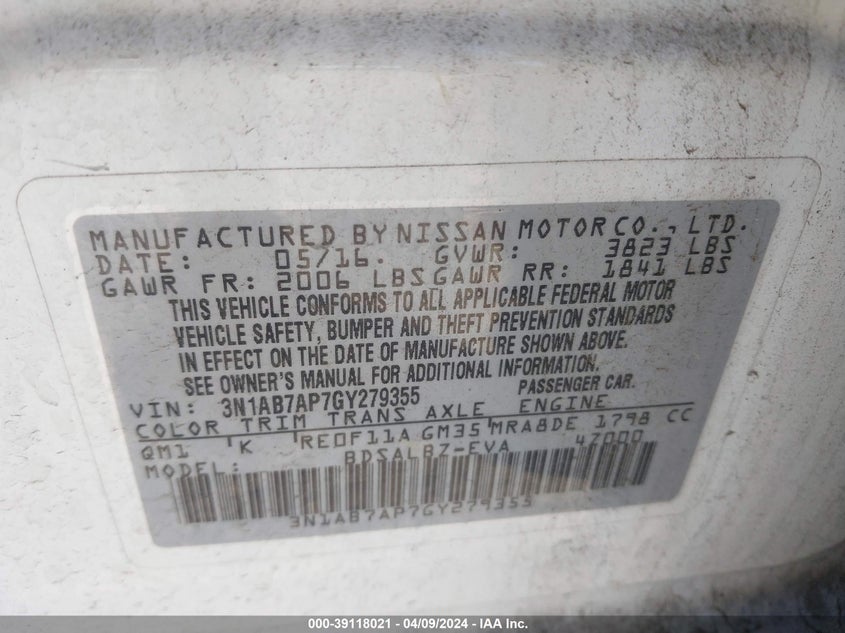 MANUFACTURED BY NISSAN MOTOR CO., LTD.
DATE: 05/16. GVWR: 3823 LBS
GAWR FR: 2006 LBS GAWR RR: 1841 LBS
THIS VEHICLE CONFORMS TO ALL APPLICABLE FEDERAL MOTOR
VEHICLE SAFETY, BUMPER AND THEFT PREVENTION STANDARDS
IN EFFECT ON THE DATE OF MANUFACTURE SHOWN ABOVE.
SEE OWNER'S MANUAL FOR ADDITIONAL INFORMATION.
VIN: 3N1AB7AP7GY279355 PASSENGER CAR.
COLOR TRIM TRANS AXLE ENGINE
QM1 K RE0F11A GM35 MRA8DE 1798 CC
MODEL: BDSALBZ-EVA 4Z000
3N1AB7AP7GY279355
000-39118021 - 04/09/2024 - IAA Inc.